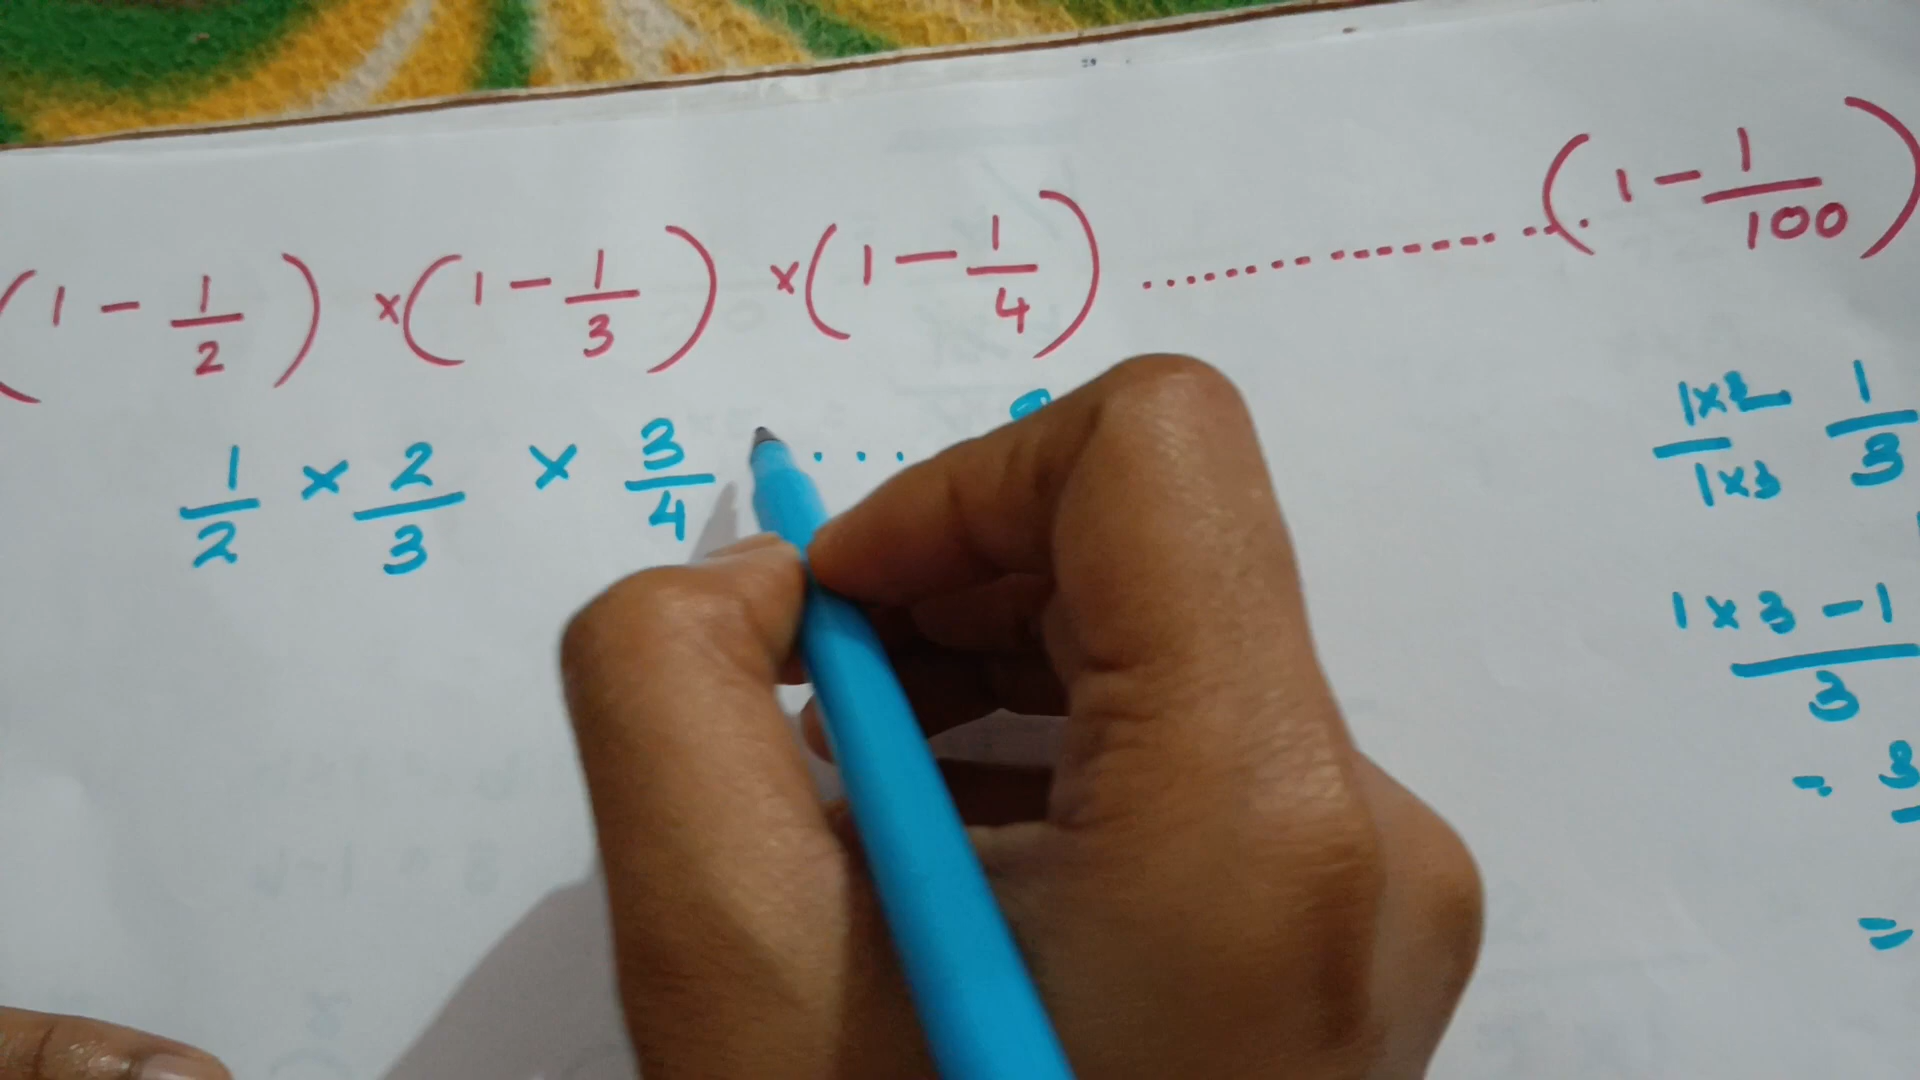 (1 - 1/2) × (1 - 1/3) × (1 - 1/4) .................... (1 - 1/100)
1/2 × 2/3 × 3/4 . . . .
1×3/1×3 1/3
1×3-1/3
= 3
=